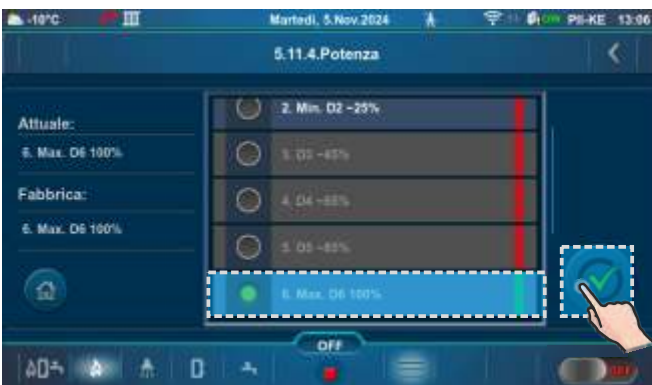 -10°C
Martedì, 5.Nov.2024
PII-KE 13:06
5.11.4.Potenza
Attuale:
6. Max. D6 100%
Fabbrica:
6. Max. D6 100%
2. Min. D2 ~25%
3. D3 ~45%
4. D4 ~65%
5. D5 ~85%
6. Max. D6 100%
OFF
OFF